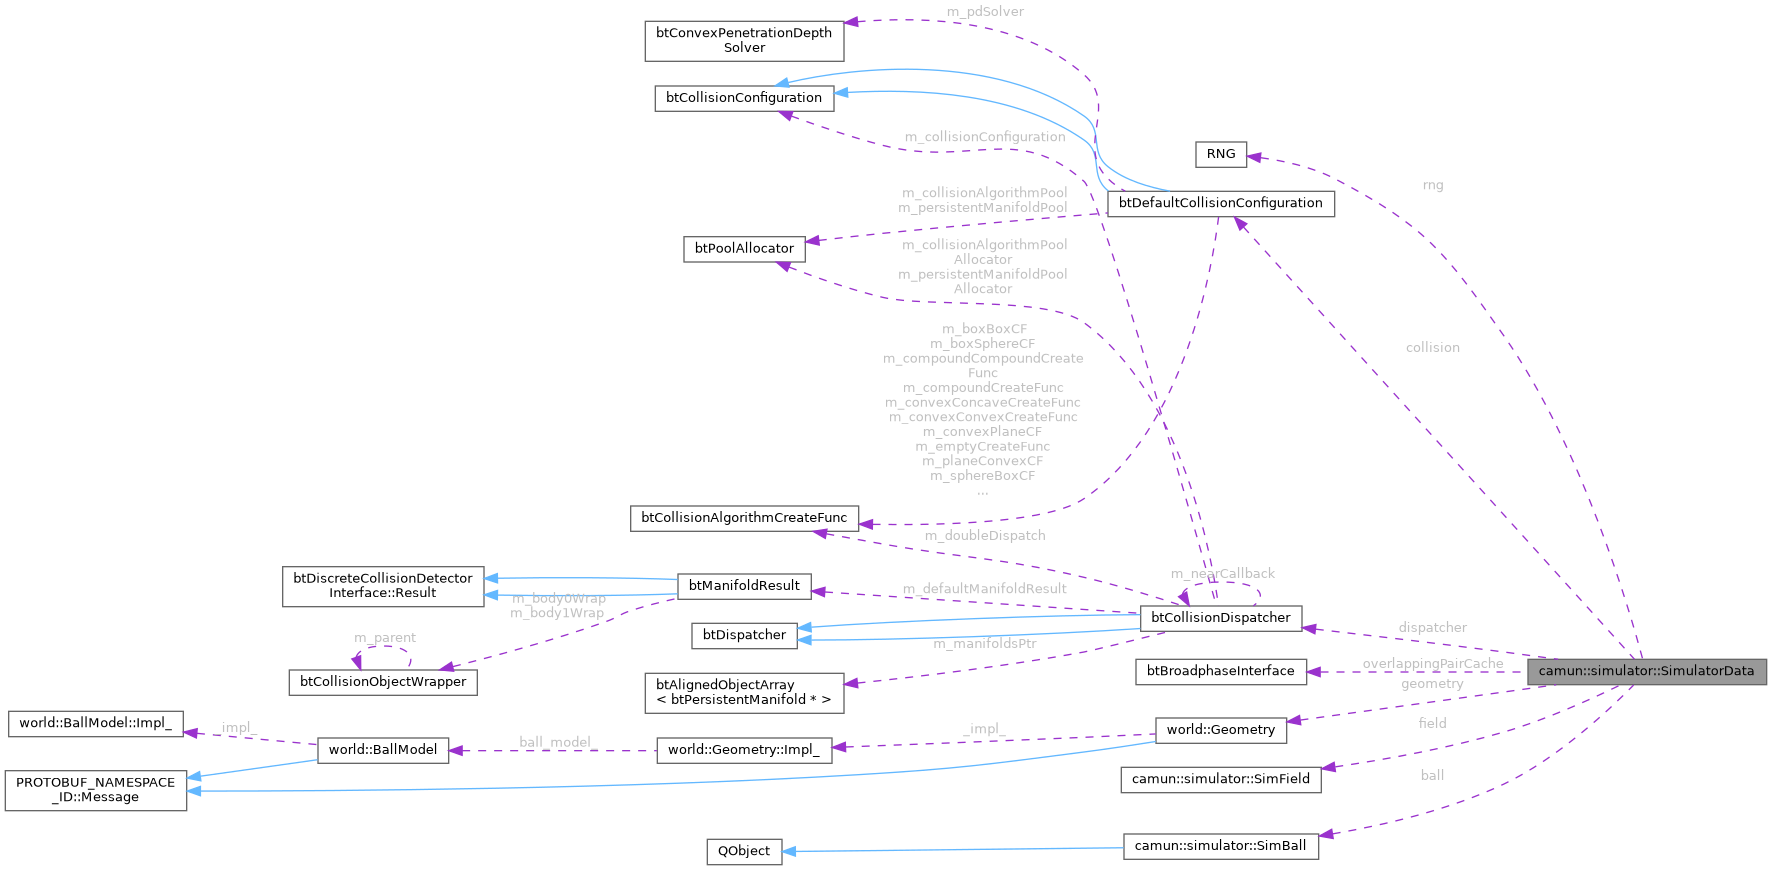 m_pdSolver
btConvexPenetrationDepth
Solver
btCollisionConfiguration
m_collisionConfiguration
RNG
rng
m_collisionAlgorithmPool
m_persistentManifoldPool
btDefaultCollisionConfiguration
btPoolAllocator
m_collisionAlgorithmPool
Allocator
m_persistentManifoldPool
Allocator
m_boxBoxCF
m_boxSphereCF
m_compoundCompoundCreate
Func
m_compoundCreateFunc
m_convexConcaveCreateFunc
m_convexConvexCreateFunc
m_convexPlaneCF
m_emptyCreateFunc
m_planeConvexCF
m_sphereBoxCF
...
collision
btCollisionAlgorithmCreateFunc
m_doubleDispatch
btDiscreteCollisionDetector
Interface::Result
btManifoldResult
m_defaultManifoldResult
m_nearCallback
m_body0Wrap
m_body1Wrap
btCollisionDispatcher
btDispatcher
dispatcher
m_parent
m_manifoldsPtr
btCollisionObjectWrapper
btAlignedObjectArray
< btPersistentManifold * >
btBroadphaseInterface
overlappingPairCache
camun::simulator::SimulatorData
geometry
world::BallModel::Impl_
_impl_
world::BallModel
ball_model
world::Geometry::Impl_
_impl_
world::Geometry
field
PROTOBUF_NAMESPACE
_ID::Message
camun::simulator::SimField
ball
QObject
camun::simulator::SimBall